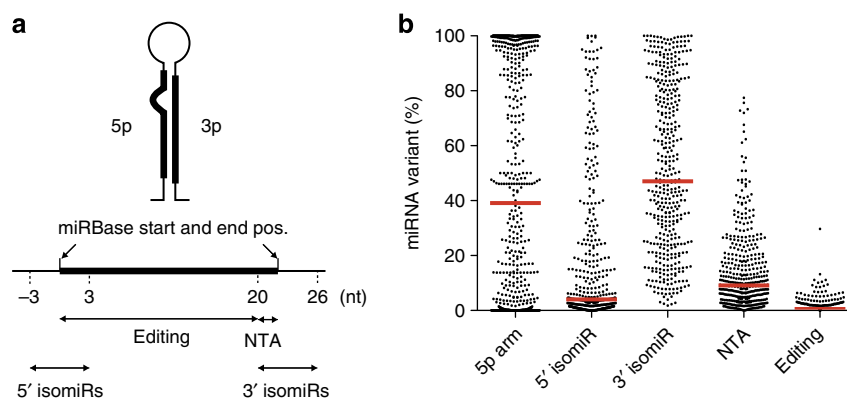 a
5p
3p
miRBase start and end pos.
–3
3
20
26
(nt)
Editing
NTA
5′ isomiRs
3′ isomiRs
b
miRNA variant (%)
100
80
60
40
20
0
5p arm
5′ isomiR
3′ isomiR
NTA
Editing